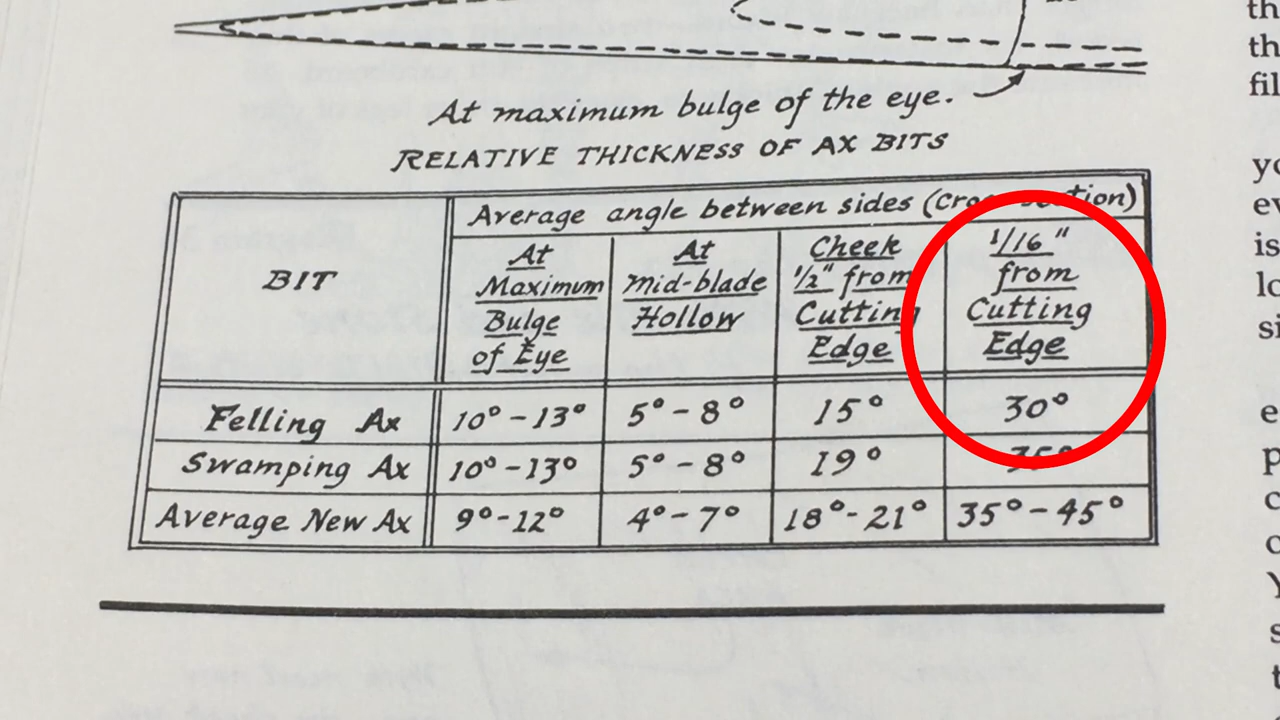 At maximum bulge of the eye.
RELATIVE THICKNESS OF AX BITS
BIT
Average angle between sides (cross section)
At
Maximum
Bulge
of Eye
At
Mid-blade
Hollow
Cheek
1/2" from
Cutting
Edge
1/16"
from
Cutting
Edge
Felling Ax 10° - 13° 5° - 8° 15° 30°
Swamping Ax 10° - 13° 5° - 8° 19° 35°
Average New Ax 9° - 12° 4° - 7° 18° - 21° 35° - 45°
th
th
fil
is
si